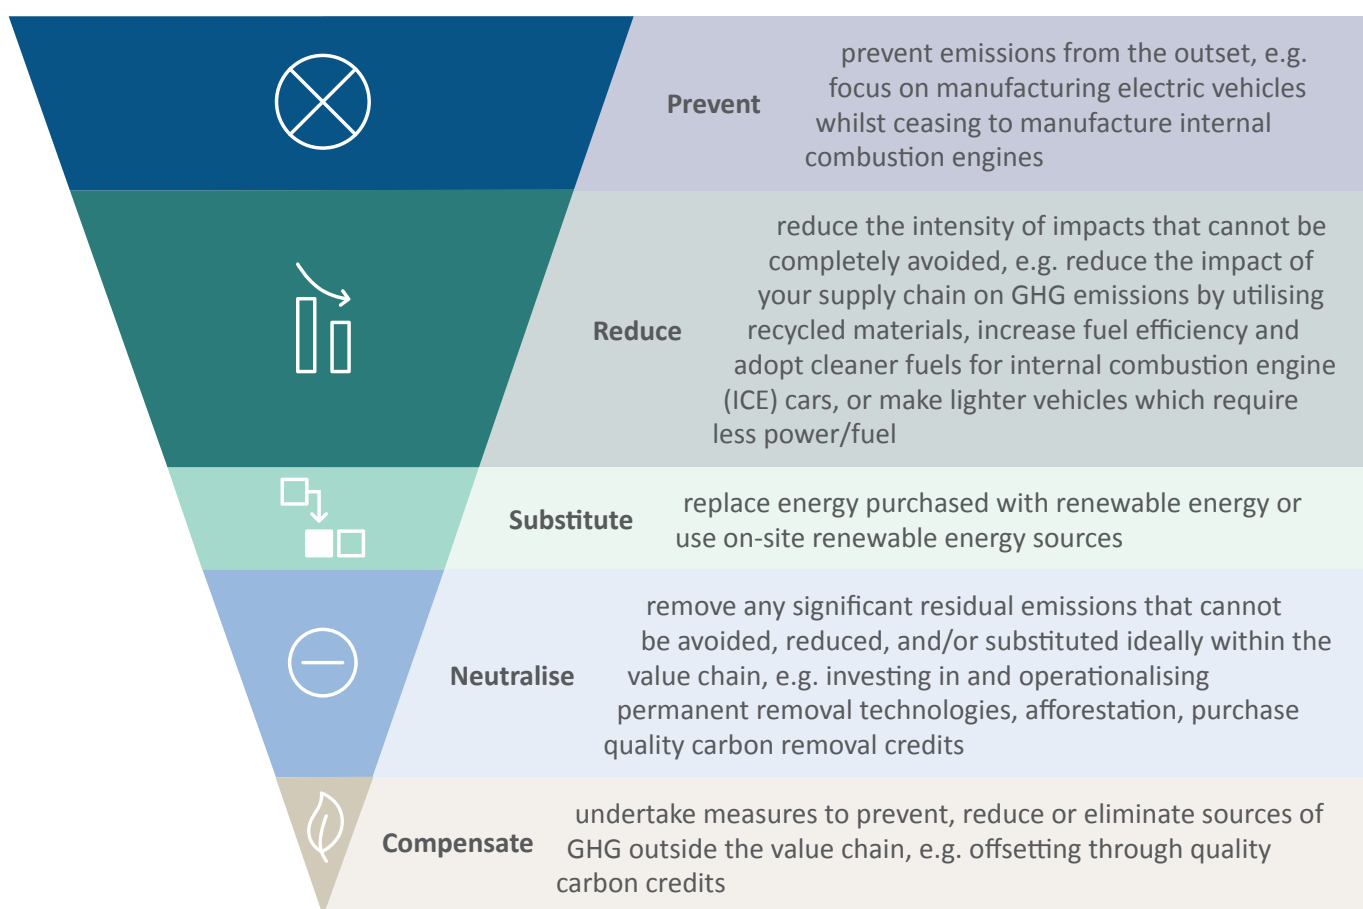 Prevent
prevent emissions from the outset, e.g.
focus on manufacturing electric vehicles
whilst ceasing to manufacture internal
combustion engines
Reduce
reduce the intensity of impacts that cannot be
completely avoided, e.g. reduce the impact of
your supply chain on GHG emissions by utilising
recycled materials, increase fuel efficiency and
adopt cleaner fuels for internal combustion engine
(ICE) cars, or make lighter vehicles which require
less power/fuel
Substitute
replace energy purchased with renewable energy or
use on-site renewable energy sources
Neutralise
remove any significant residual emissions that cannot
be avoided, reduced, and/or substituted ideally within the
value chain, e.g. investing in and operationalising
permanent removal technologies, afforestation, purchase
quality carbon removal credits
Compensate
undertake measures to prevent, reduce or eliminate sources of
GHG outside the value chain, e.g. offsetting through quality
carbon credits